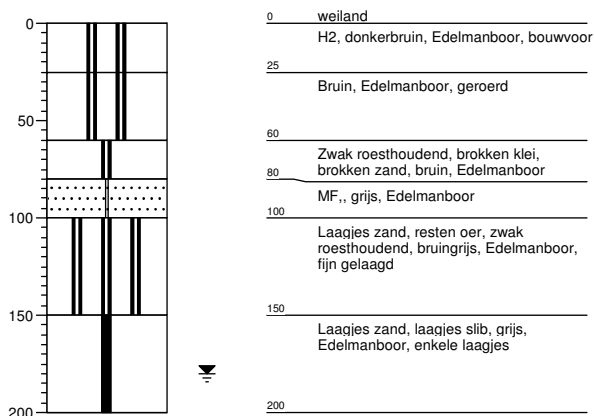 0
50
100
150
200
0 weiland
H2, donkerbruin, Edelmanboor, bouwvoor
25
Bruin, Edelmanboor, geroerd
60
Zwak roesthoudend, brokken klei,
brokken zand, bruin, Edelmanboor
80
MF,, grijs, Edelmanboor
100
Laagjes zand, resten oer, zwak
roesthoudend, bruingrijs, Edelmanboor,
fijn gelaagd
150
Laagjes zand, laagjes slib, grijs,
Edelmanboor, enkele laagjes
200